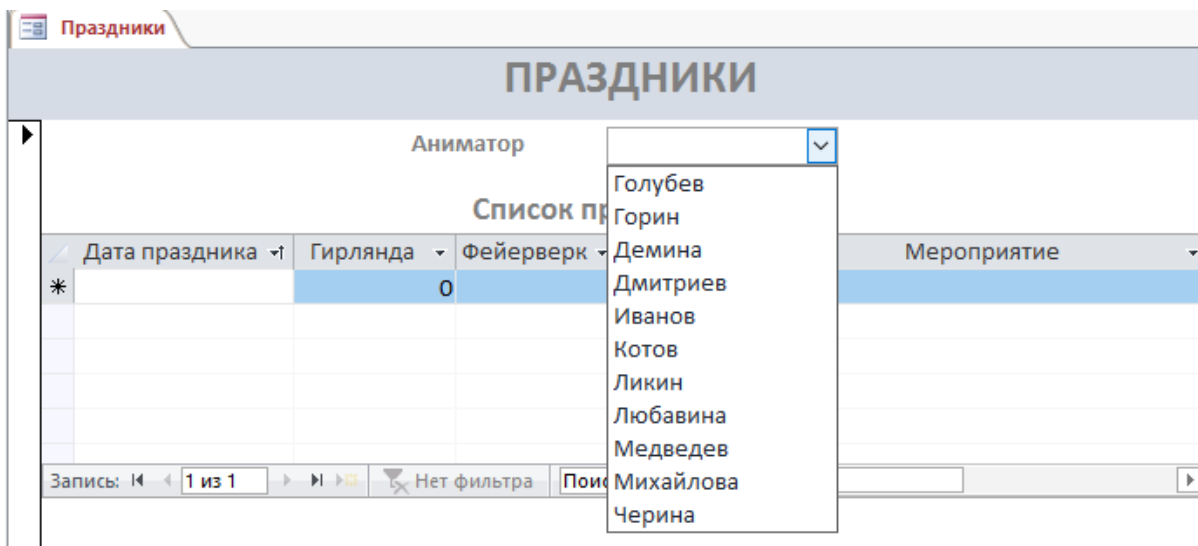 Праздники
ПРАЗДНИКИ
Аниматор
Голубев
Список пр
Горин
Дата праздника Гирлянда Фейерверк Демина Мероприятие
0 Дмитриев
Иванов
Котов
Ликин
Любавина
Медведев
Запись: 1 из 1 Нет фильтра Поис Михайлова
Черина